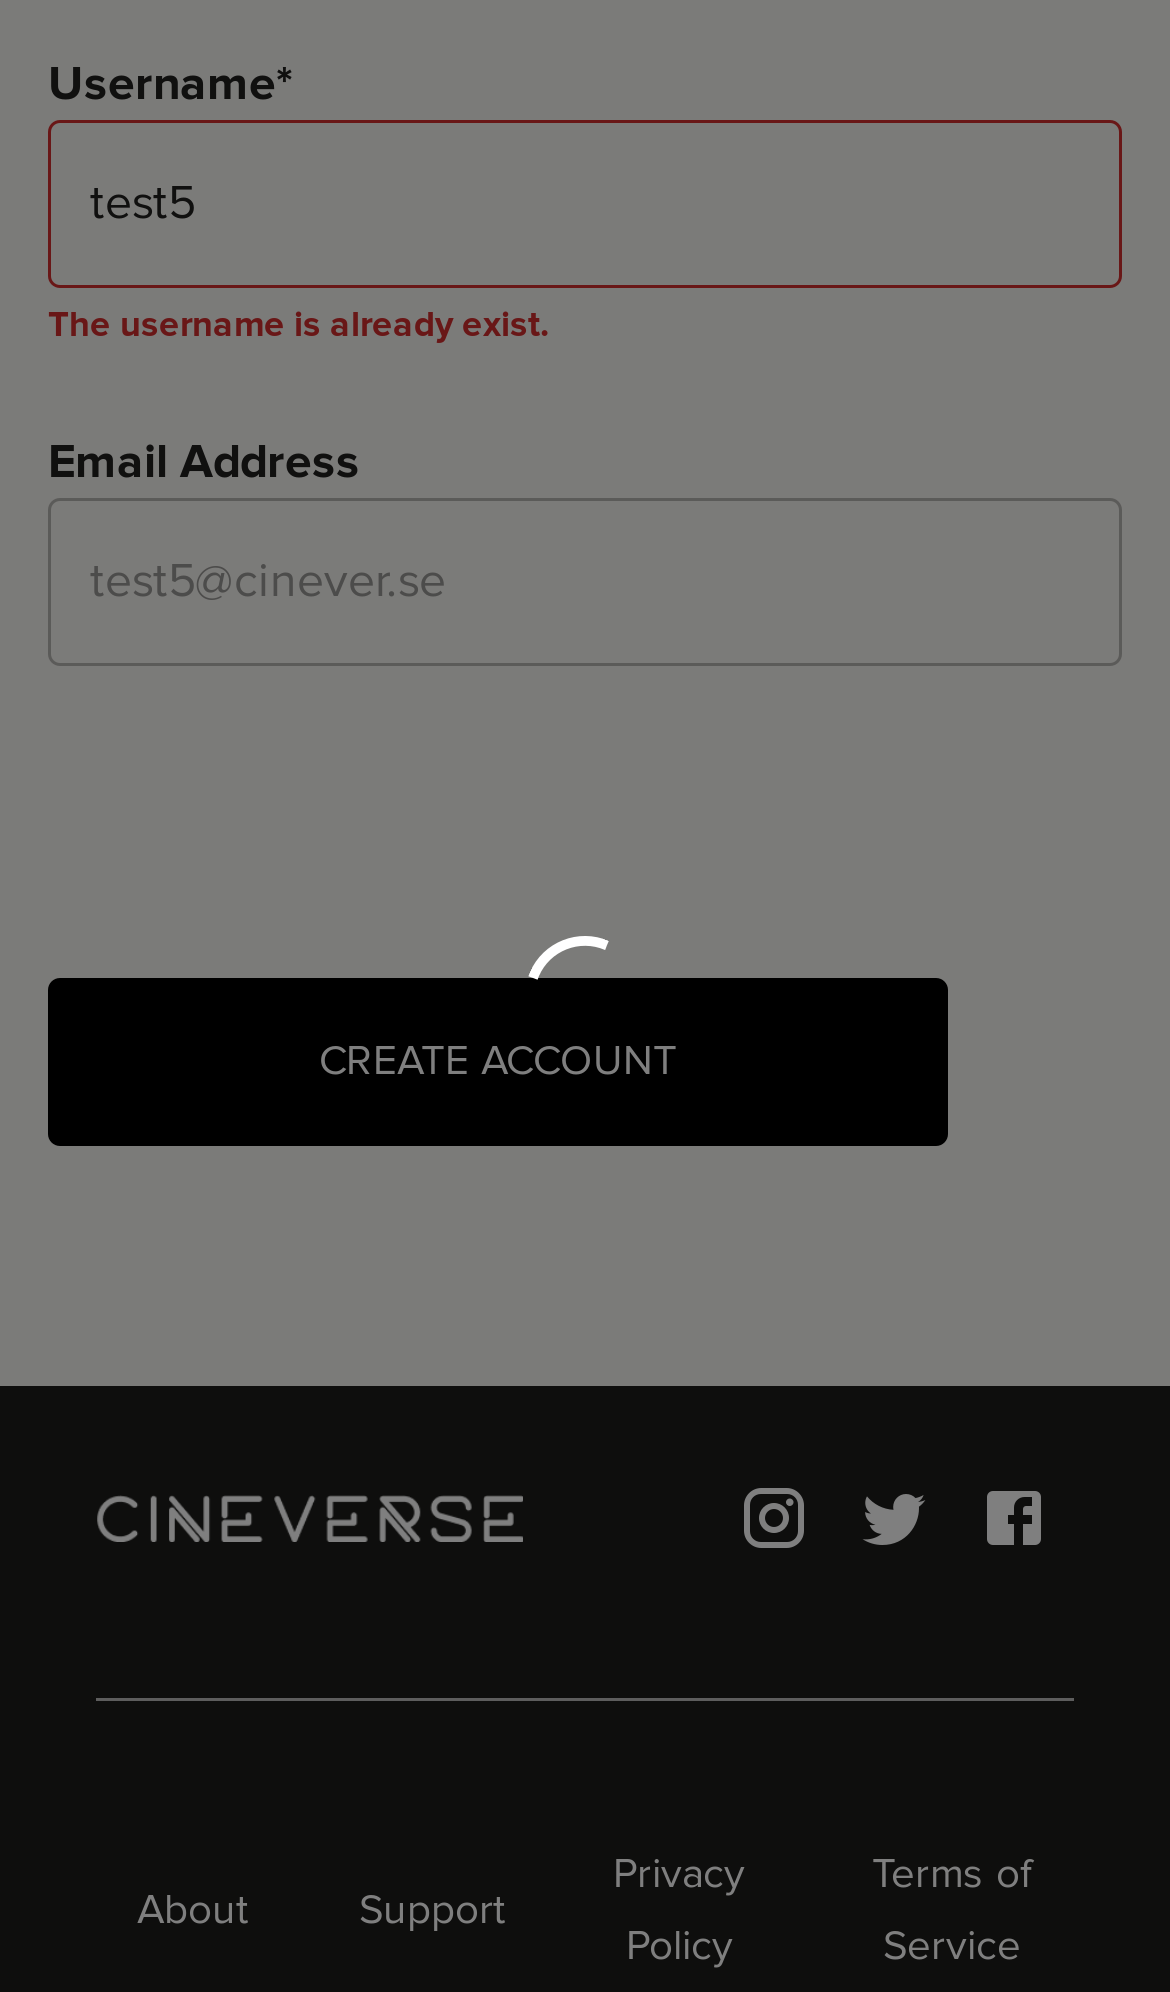 Username*
test5
The username is already exist.
Email Address
test5@cinever.se
CREATE ACCOUNT
CINEVERSE
About
Support
Privacy
Policy
Terms of
Service